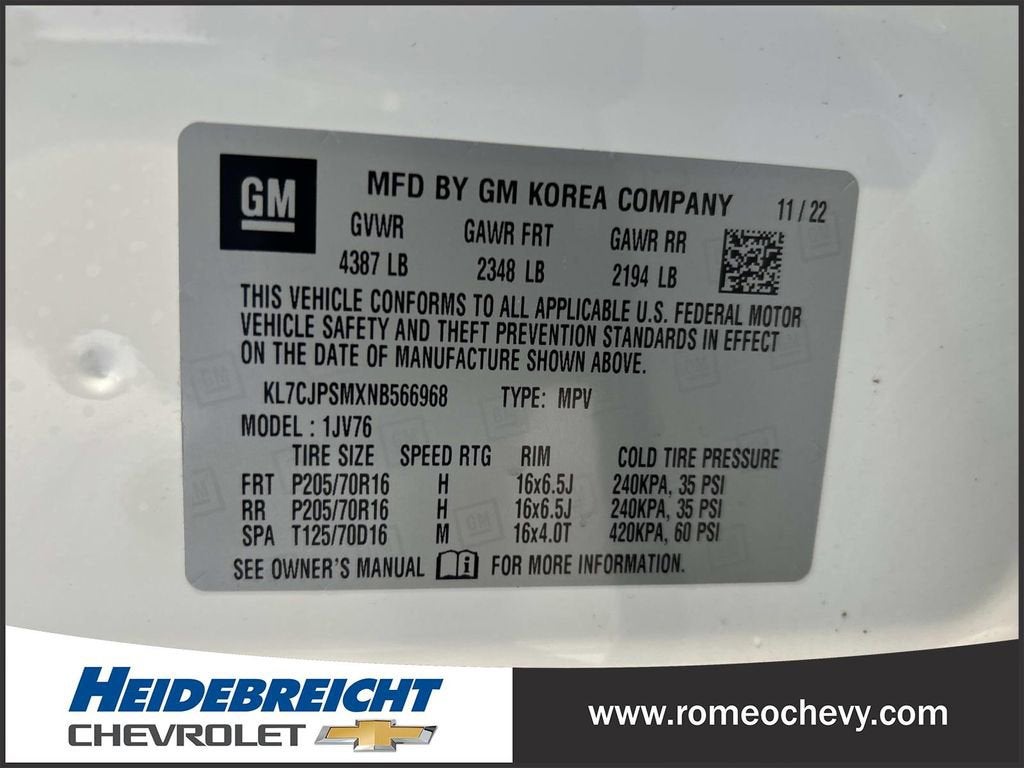 GM MFD BY GM KOREA COMPANY 11/22
GVWR GAWR FRT GAWR RR
4387 LB 2348 LB 2194 LB
THIS VEHICLE CONFORMS TO ALL APPLICABLE U.S. FEDERAL MOTOR
VEHICLE SAFETY AND THEFT PREVENTION STANDARDS IN EFFECT
ON THE DATE OF MANUFACTURE SHOWN ABOVE.
KL7CJPSMXNB566968 TYPE: MPV
MODEL : 1JV76
TIRE SIZE SPEED RTG RIM COLD TIRE PRESSURE
FRT P205/70R16 H 16x6.5J 240KPA, 35 PSI
RR P205/70R16 H 16x6.5J 240KPA, 35 PSI
SPA T125/70D16 M 16x4.0T 420KPA, 60 PSI
SEE OWNER'S MANUAL i FOR MORE INFORMATION.
HEIDEBREICHT
CHEVROLET
www.romeochevy.com